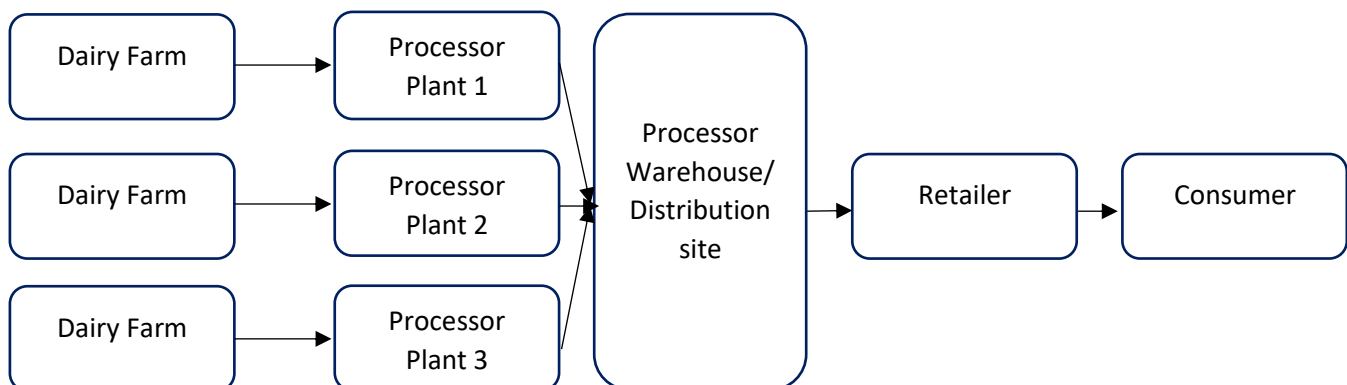 Dairy Farm
Processor
Plant 1
Dairy Farm
Processor
Plant 2
Dairy Farm
Processor
Plant 3
Processor
Warehouse/
Distribution
site
Retailer
Consumer